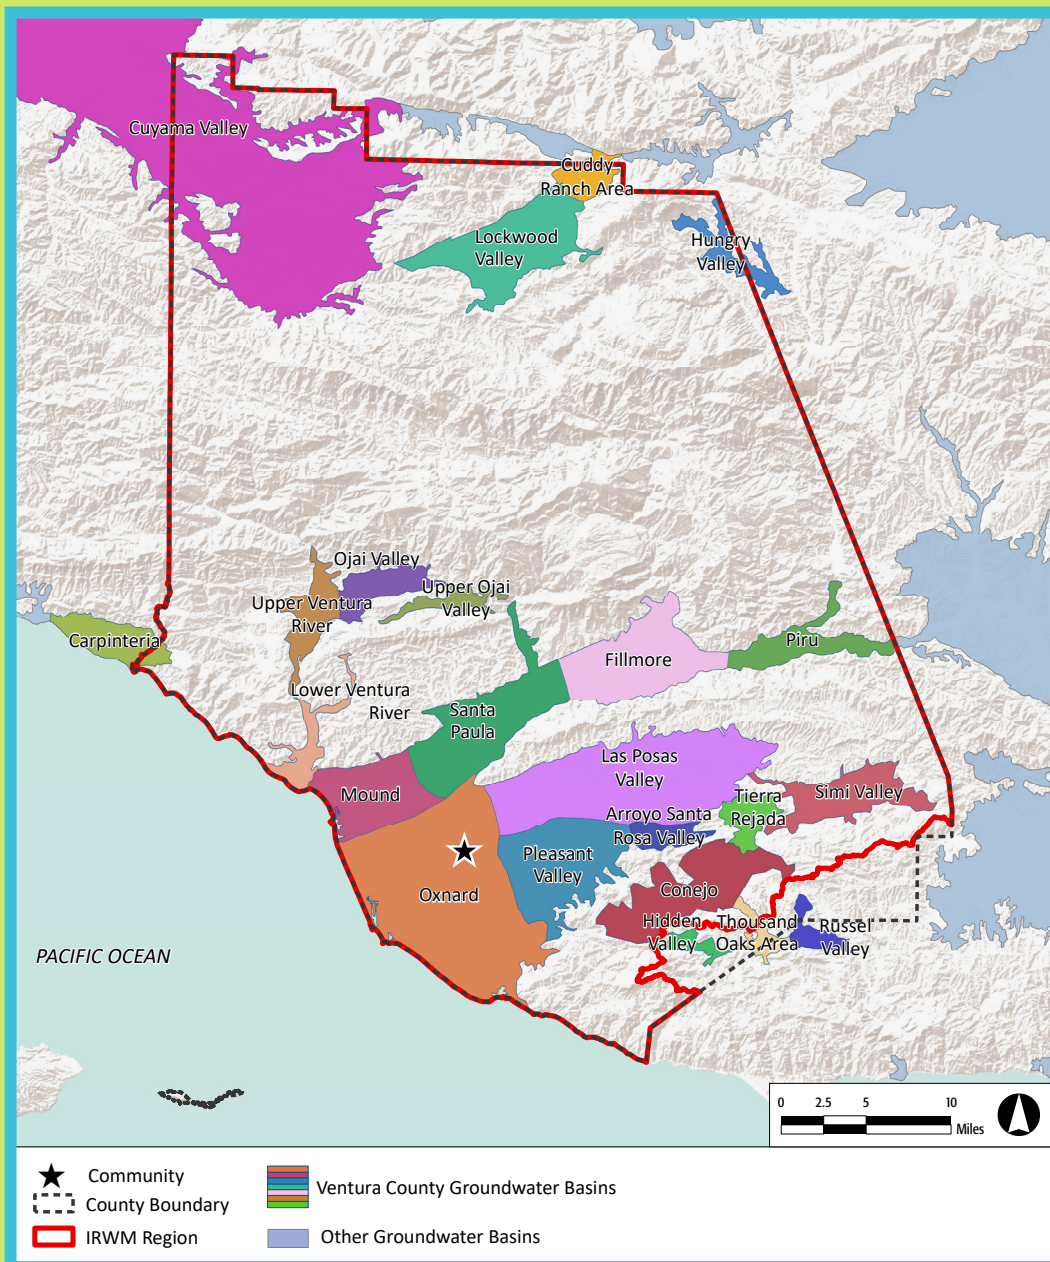 Cuyama Valley
Cuddy
Ranch Area
Lockwood
Valley
Hungry
Valley
Ojai Valley
Upper Ojai
Valley
Upper Ventura
River
Carpinteria
Piru
Fillmore
Lower Ventura
River
Santa
Paula
Las Posas
Valley
Mound
Simi Valley
Tierra
Rejada
Arroyo Santa
Rosa Valley
Pleasant
Valley
Oxnard
Conejo
Hidden
Valley
Thousand
Oaks Area
Russel
Valley
PACIFIC OCEAN
0 2.5 5 10
Miles
Community
County Boundary
IRWM Region
Ventura County Groundwater Basins
Other Groundwater Basins